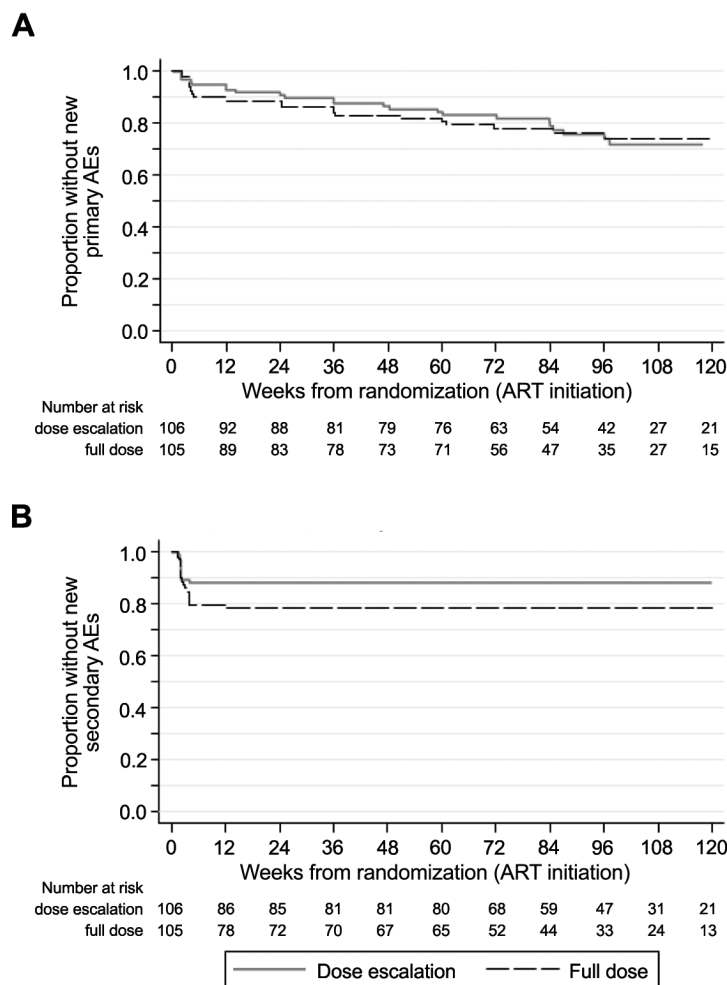 A
Proportion without new
primary AEs
1.0
0.8
0.6
0.4
0.2
0.0
0 12 24 36 48 60 72 84 96 108 120
Weeks from randomization (ART initiation)
Number at risk
dose escalation 106 92 88 81 79 76 63 54 42 27 21
full dose 105 89 83 78 73 71 56 47 35 27 15
B
Proportion without new
secondary AEs
1.0
0.8
0.6
0.4
0.2
0.0
0 12 24 36 48 60 72 84 96 108 120
Weeks from randomization (ART initiation)
Number at risk
dose escalation 106 86 85 81 81 80 68 59 47 31 21
full dose 105 78 72 70 67 65 52 44 33 24 13
Dose escalation Full dose